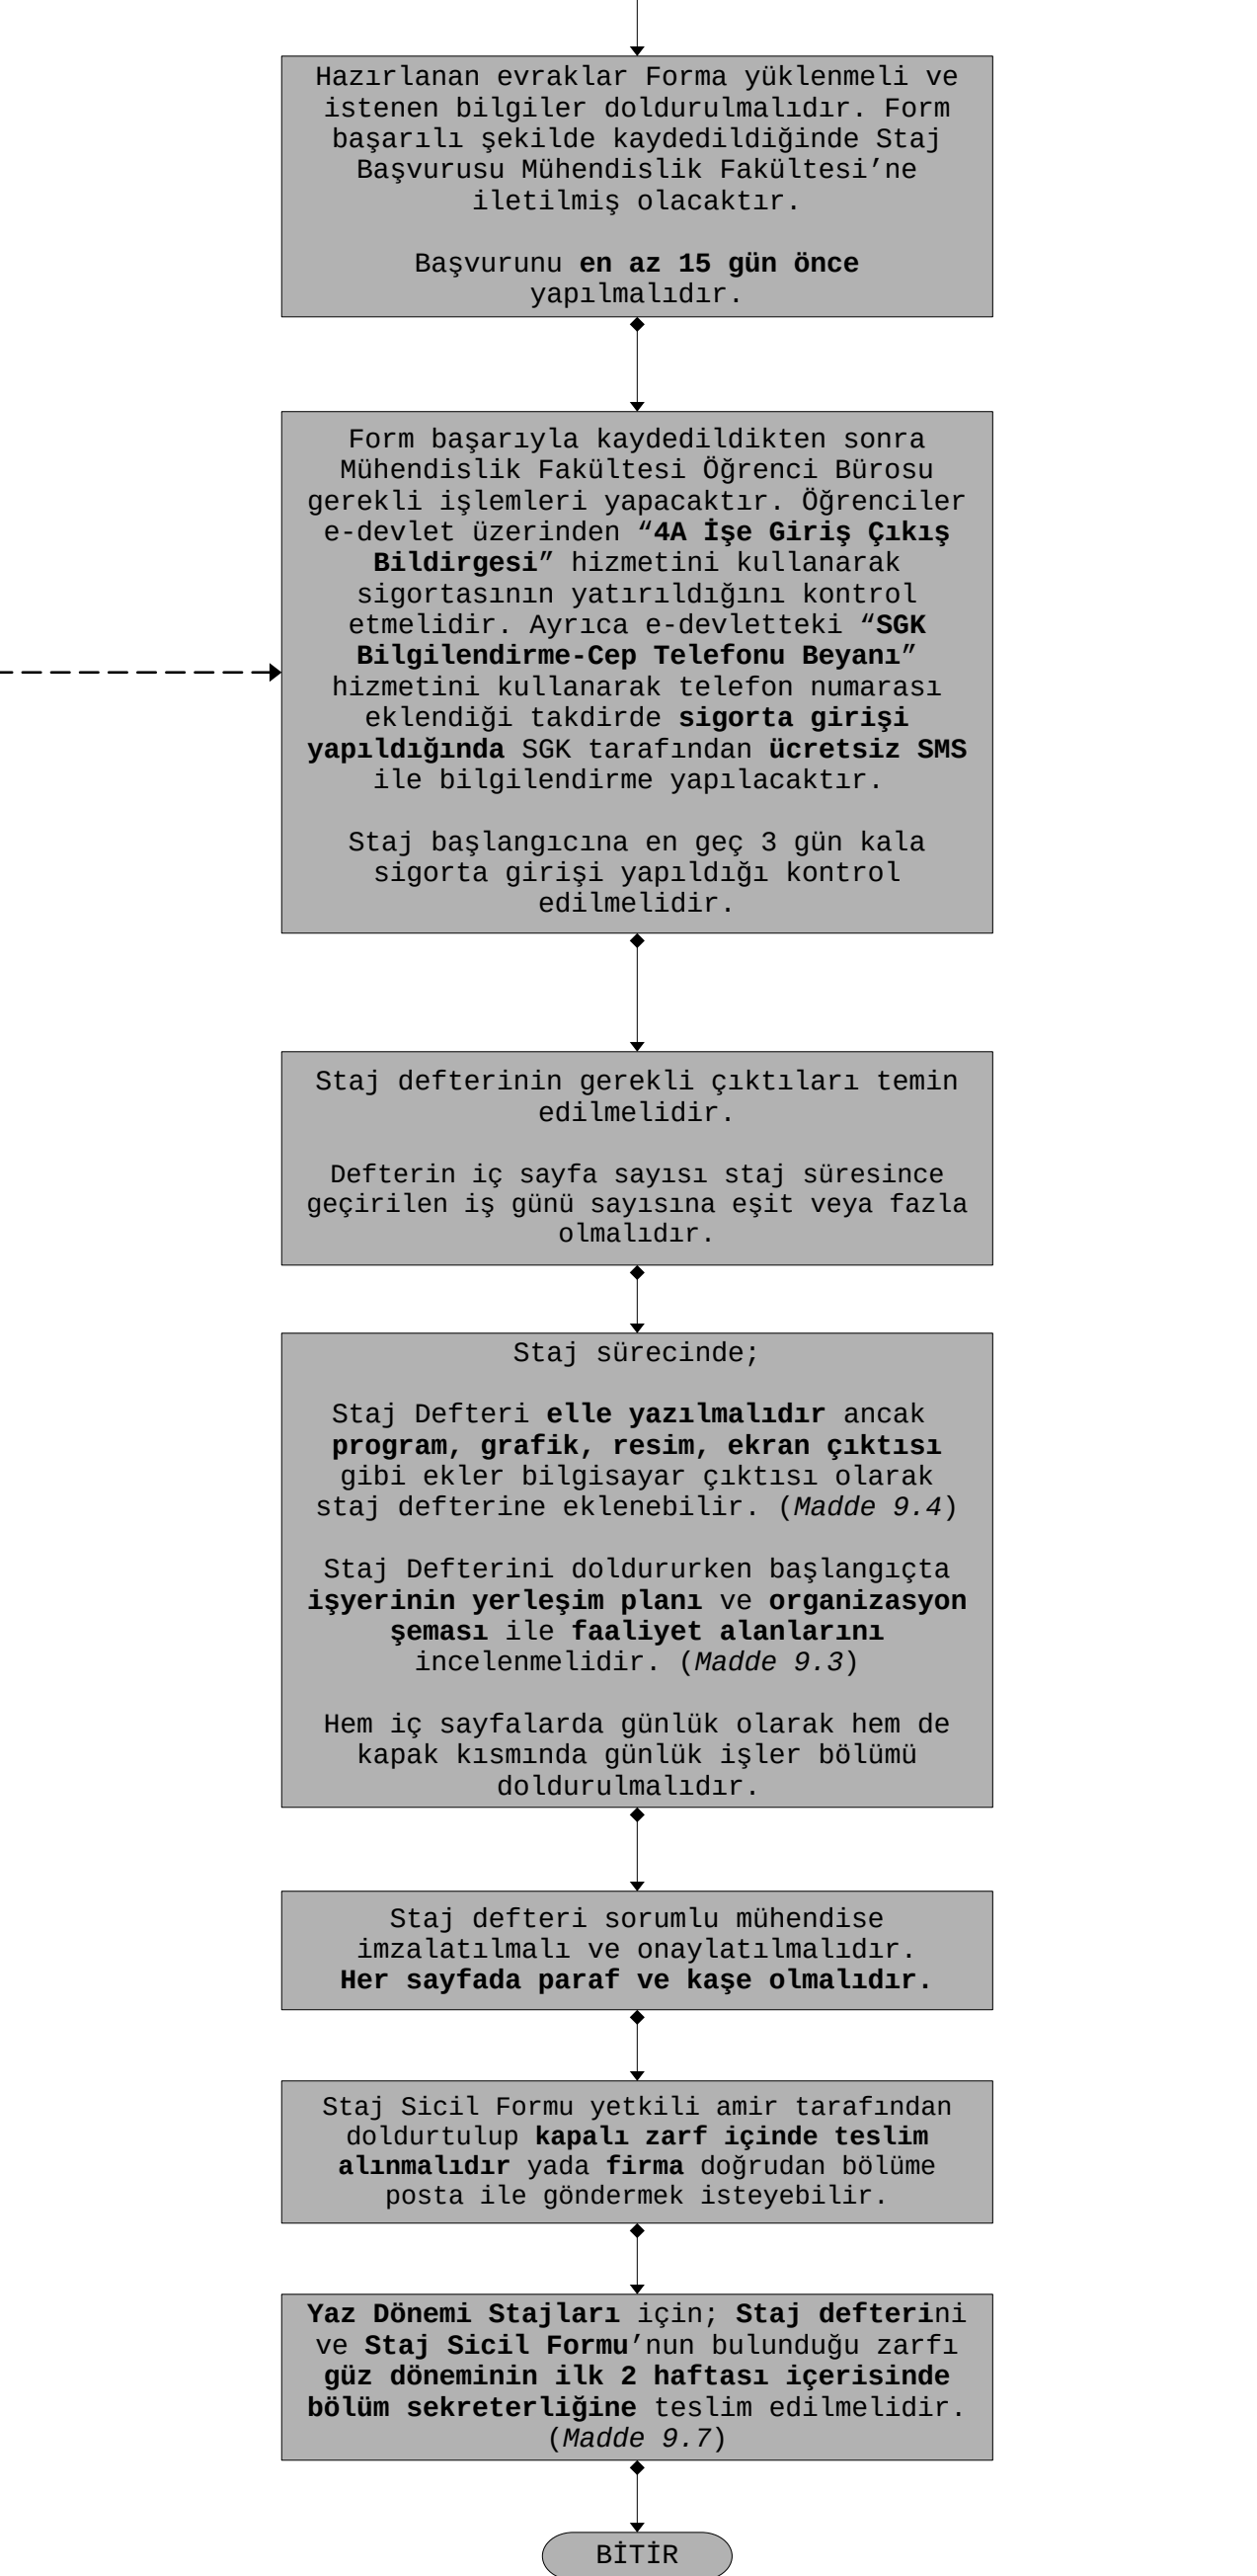 Hazırlanan evraklar Forma yüklenmeli ve
istenen bilgiler doldurulmalıdır. Form
başarılı şekilde kaydedildiğinde Staj
Başvurusu Mühendislik Fakültesi’ne
iletilmiş olacaktır.
Başvurunu en az 15 gün önce
yapılmalıdır.
Form başarıyla kaydedildikten sonra
Mühendislik Fakültesi Öğrenci Bürosu
gerekli işlemleri yapacaktır. Öğrenciler
e-devlet üzerinden “4A İşe Giriş Çıkış
Bildirgesi” hizmetini kullanarak
sigortasının yatırıldığını kontrol
etmelidir. Ayrıca e-devletteki “SGK
Bilgilendirme-Cep Telefonu Beyanı”
hizmetini kullanarak telefon numarası
eklendiği takdirde sigorta girişi
yapıldığında SGK tarafından ücretsiz SMS
ile bilgilendirme yapılacaktır.
Staj başlangıcına en geç 3 gün kala
sigorta girişi yapıldığı kontrol
edilmelidir.
Staj defterinin gerekli çıktıları temin
edilmelidir.
Defterin iç sayfa sayısı staj süresince
geçirilen iş günü sayısına eşit veya fazla
olmalıdır.
Staj sürecinde;
Staj Defteri elle yazılmalıdır ancak
program, grafik, resim, ekran çıktısı
gibi ekler bilgisayar çıktısı olarak
staj defterine eklenebilir. (Madde 9.4)
Staj Defterini doldururken başlangıçta
işyerinin yerleşim planı ve organizasyon
şeması ile faaliyet alanlarını
incelenmelidir. (Madde 9.3)
Hem iç sayfalarda günlük olarak hem de
kapak kısmında günlük işler bölümü
doldurulmalıdır.
Staj defteri sorumlu mühendise
imzalatılmalı ve onaylatılmalıdır.
Her sayfada paraf ve kaşe olmalıdır.
Staj Sicil Formu yetkili amir tarafından
doldurtulup kapalı zarf içinde teslim
alınmalıdır yada firma doğrudan bölüme
posta ile göndermek isteyebilir.
Yaz Dönemi Stajları için; Staj defterini
ve Staj Sicil Formu’nun bulunduğu zarfı
güz döneminin ilk 2 haftası içerisinde
bölüm sekreterliğine teslim edilmelidir.
(Madde 9.7)
BİTİR